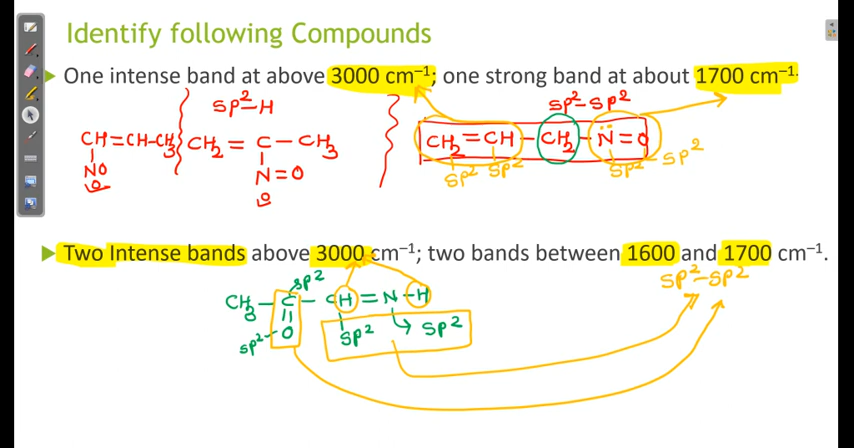 Identify following Compounds
One intense band at above 3000 cm⁻¹; one strong band at about 1700 cm⁻¹.
sp²-H
sp²-sp²
CH=CH-CH₃
NO
CH₂ = C - CH₃
N=O
CH₂=CH - CH₂ - N̈=O
sp² sp² sp² sp²
Two Intense bands above 3000 cm⁻¹; two bands between 1600 and 1700 cm⁻¹.
sp²-sp²
sp²
CH₃ - C - CH = N - H
sp² - O
sp² sp²